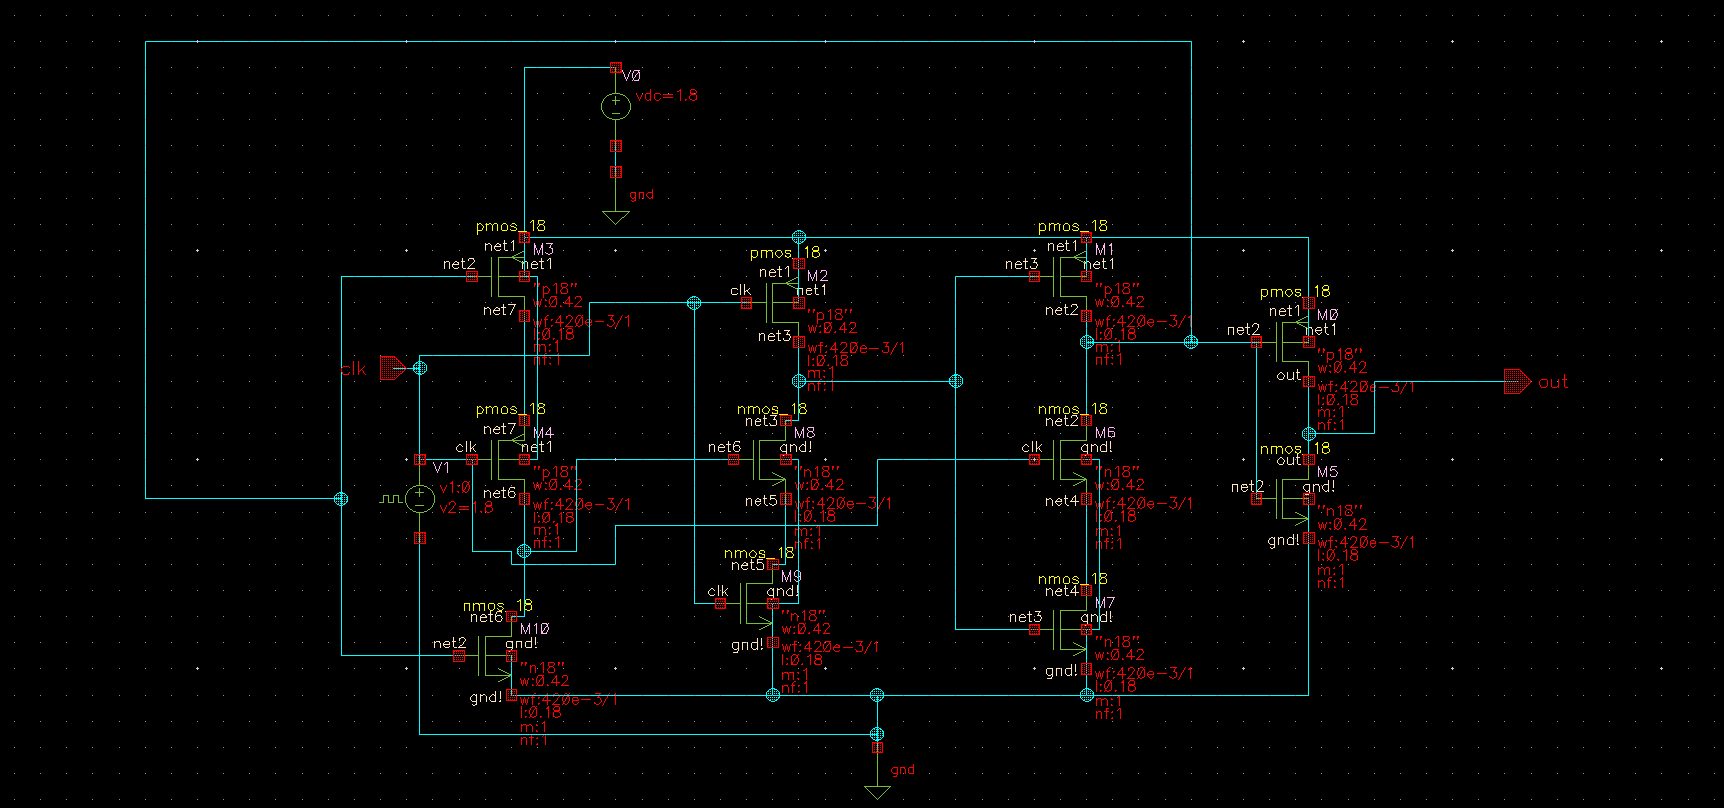 V0
vdc=1.8
gnd
pmos_18
net1
M3
net2
net1
"p18"
w:0.42
net7
wf:420e-3/1
l:0.18
m:1
nf:1
pmos_18
net1
M2
clk
net1
"p18"
w:0.42
net3
wf:420e-3/1
l:0.18
m:1
nf:1
pmos_18
net1
M1
net3
net1
"p18"
w:0.42
net2
wf:420e-3/1
l:0.18
m:1
nf:1
pmos_18
net1
M0
net2
net1
"p18"
w:0.42
out
wf:420e-3/1
l:0.18
m:1
nf:1
out
clk
pmos_18
net7
M4
clk
net1
"p18"
w:0.42
net6
wf:420e-3/1
l:0.18
m:1
nf:1
V1
v1:0
v2=1.8
nmos_18
net3
M8
net6
gnd!
"n18"
w:0.42
net5
wf:420e-3/1
l:0.18
m:1
nf:1
nmos_18
net2
M6
clk
gnd!
"n18"
w:0.42
net4
wf:420e-3/1
l:0.18
m:1
nf:1
nmos_18
out
M5
net2
gnd!
"n18"
w:0.42
gnd!
wf:420e-3/1
l:0.18
m:1
nf:1
nmos_18
net5
M9
clk
gnd!
"n18"
w:0.42
gnd!
wf:420e-3/1
l:0.18
m:1
nf:1
nmos_18
net4
M7
net3
gnd!
"n18"
w:0.42
gnd!
wf:420e-3/1
l:0.18
m:1
nf:1
nmos_18
net6
M10
net2
gnd!
"n18"
w:0.42
gnd!
wf:420e-3/1
l:0.18
m:1
nf:1
gnd